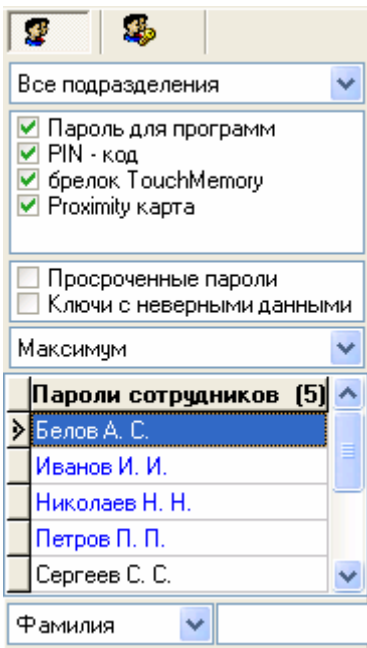 Все подразделения
Пароль для программ
PIN - код
брелок TouchMemory
Proximity карта
Просроченные пароли
Ключи с неверными данными
Максимум
Пароли сотрудников (5)
Белов А. С.
Иванов И. И.
Николаев Н. Н.
Петров П. П.
Сергеев С. С.
Фамилия